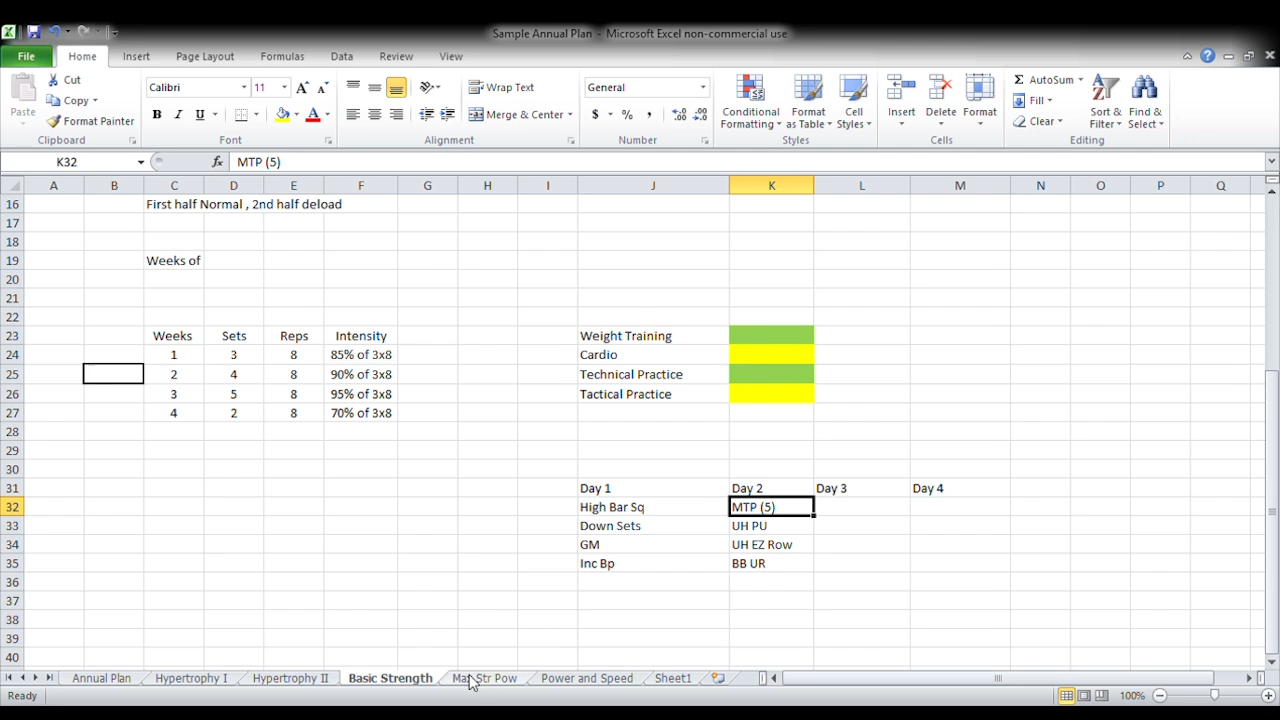 Sample Annual Plan - Microsoft Excel non-commercial use
File Home Insert Page Layout Formulas Data Review View
Paste Cut Copy Format Painter Clipboard
Calibri 11 B I U A Font
Wrap Text Merge & Center Alignment
General $ % , Number
Conditional Formatting Format as Table Cell Styles Styles
Insert Delete Format Cells
Σ AutoSum Fill Clear Sort & Filter Find & Select Editing
K32 fx MTP (5)
A B C D E F G H I J K L M N O P Q
16 First half Normal , 2nd half deload
17
18
19 Weeks of
20
21
22
23 Weeks Sets Reps Intensity Weight Training
24 1 3 8 85% of 3x8 Cardio
25 2 4 8 90% of 3x8 Technical Practice
26 3 5 8 95% of 3x8 Tactical Practice
27 4 2 8 70% of 3x8
28
29
30
31 Day 1 Day 2 Day 3 Day 4
32 High Bar Sq MTP (5)
33 Down Sets UH PU
34 GM UH EZ Row
35 Inc Bp BB UR
36
37
38
39
40
Annual Plan Hypertrophy I Hypertrophy II Basic Strength Str Pow Power and Speed Sheet1
Ready 100%